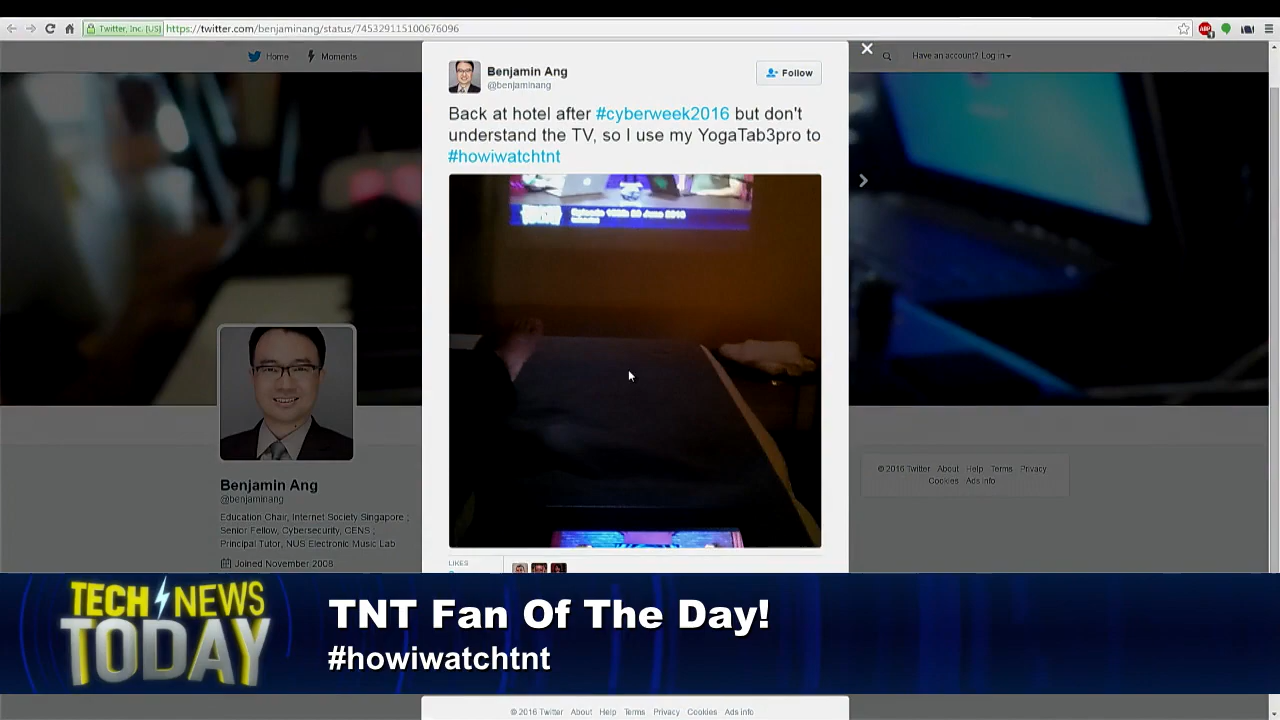 Twitter, Inc. [US]
https://twitter.com/benjaminang/status/745329115100676096
Home
Moments
Have an account? Log in
Benjamin Ang
@benjaminang
Follow
Back at hotel after #cyberweek2016 but don't
understand the TV, so I use my YogaTab3pro to
#howiwatchtnt
Benjamin Ang
@benjaminang
Education Chair, Internet Society Singapore ;
Senior Fellow, Cybersecurity, CENS ;
Principal Tutor, NUS Electronic Music Lab
Joined November 2008
© 2016 Twitter About Help Terms Privacy
Cookies Ads info
LIKES
TECH NEWS
TODAY
TNT Fan Of The Day!
#howiwatchtnt
© 2016 Twitter About Help Terms Privacy Cookies Ads info